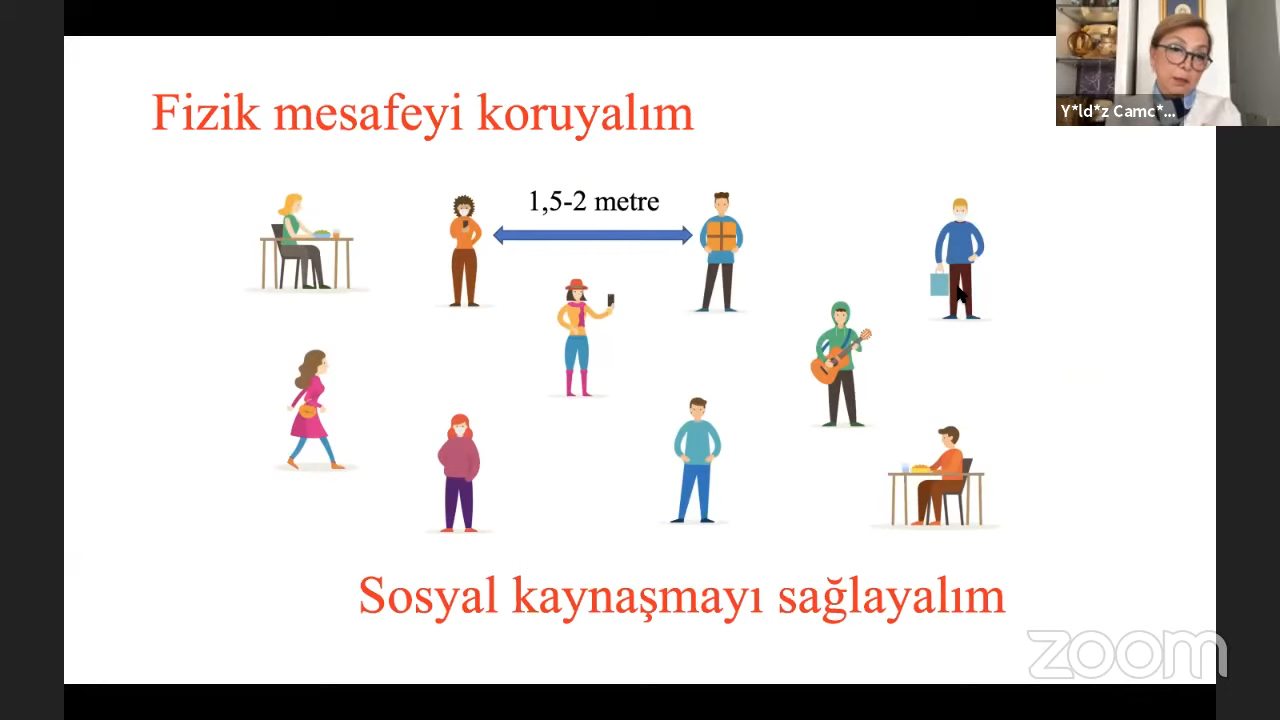 Fizik mesafeyi koruyalım
Y*ld*z Camc*...
1,5-2 metre
Sosyal kaynaşmayı sağlayalım
zoom